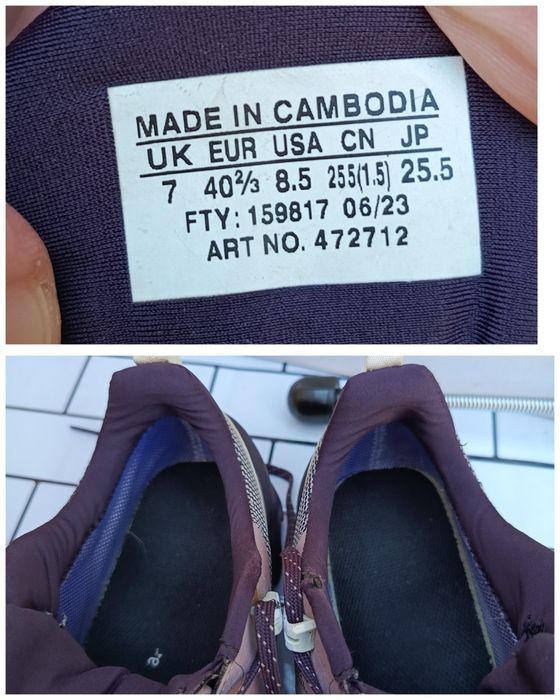 MADE IN CAMBODIA
UK EUR USA CN JP
7 40⅔ 8.5 255(1.5) 25.5
FTY: 159817 06/23
ART NO. 472712